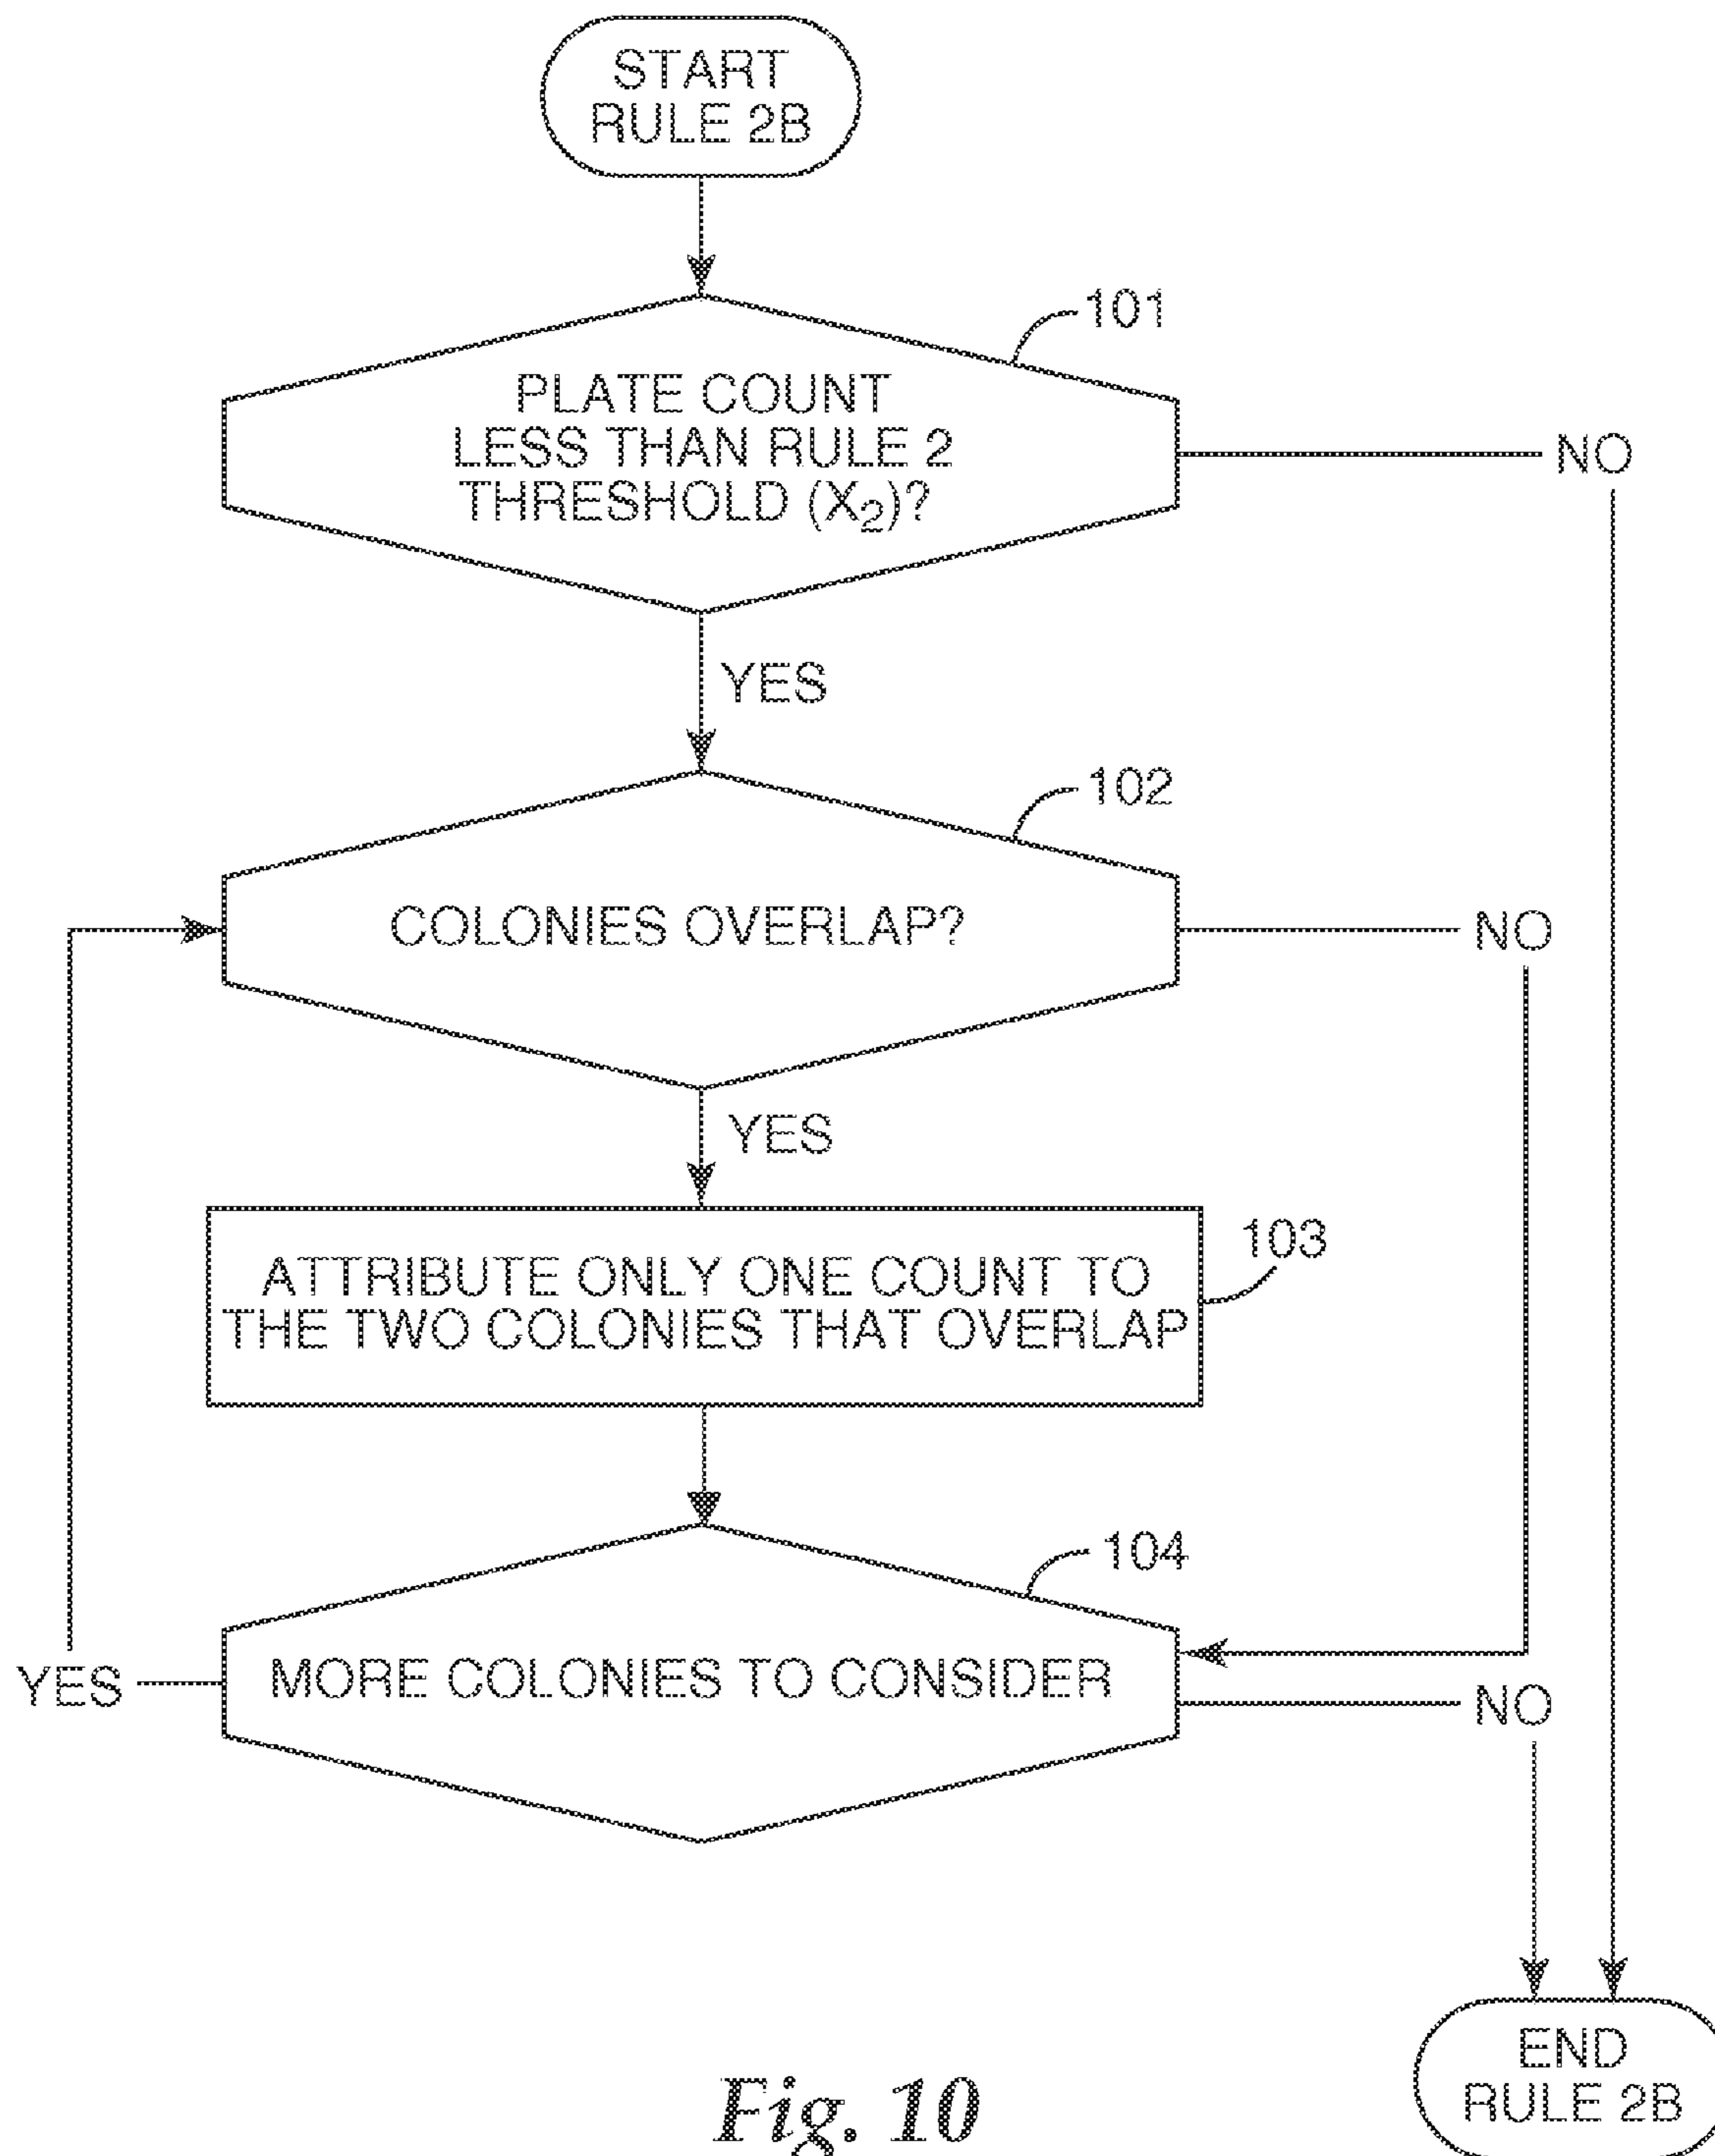 START
RULE 2B
101
PLATE COUNT
LESS THAN RULE 2
THRESHOLD (X₂)?
NO
YES
102
COLONIES OVERLAP?
NO
YES
103
ATTRIBUTE ONLY ONE COUNT TO
THE TWO COLONIES THAT OVERLAP
104
MORE COLONIES TO CONSIDER
YES
NO
END
RULE 2B
Fig. 10